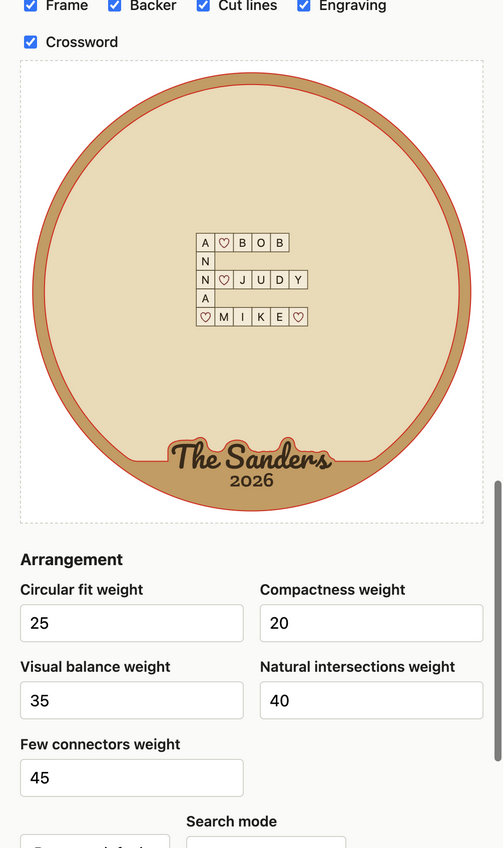 Frame Backer Cut lines Engraving
Crossword
A ♡ B O B
N
N ♡ J U D Y
A
♡ M I K E ♡
The Sanders
2026
Arrangement
Circular fit weight Compactness weight
25 20
Visual balance weight Natural intersections weight
35 40
Few connectors weight
45
Search mode